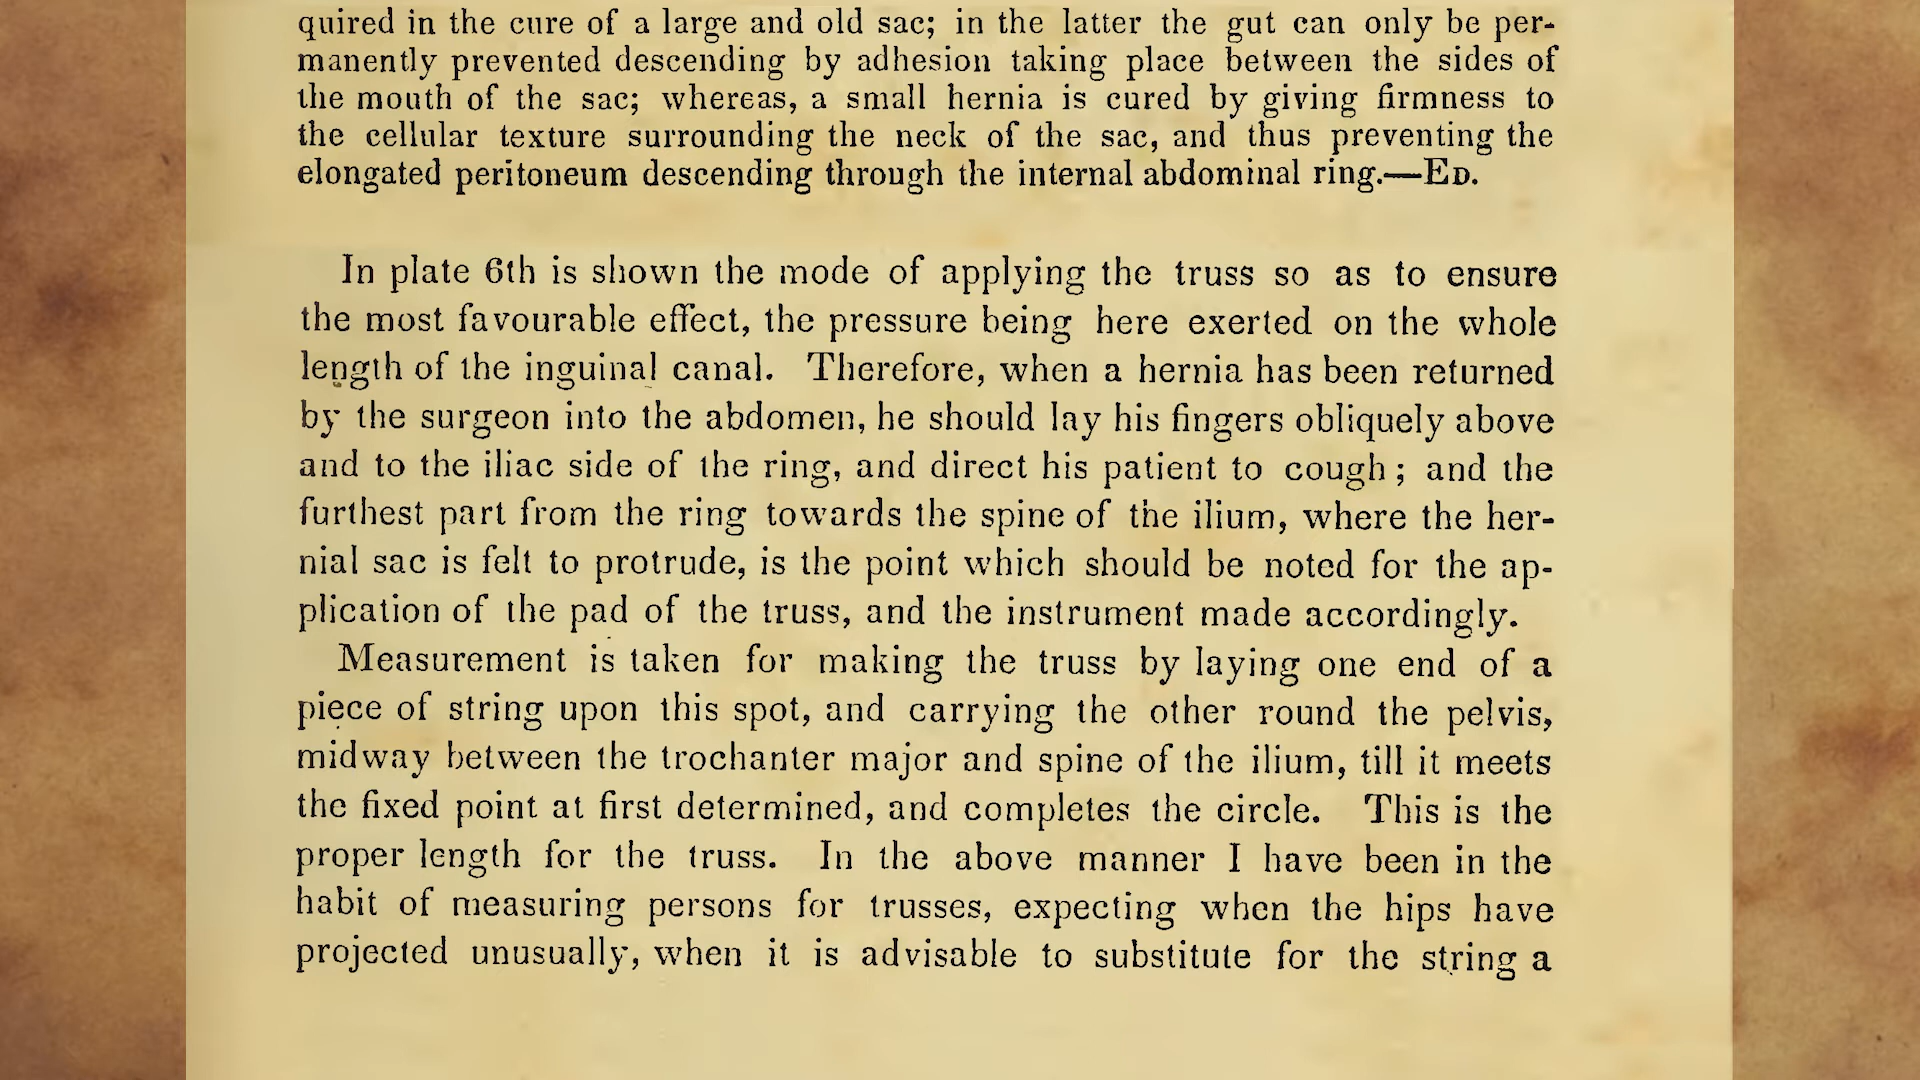 quired in the cure of a large and old sac; in the latter the gut can only be per-
manently prevented descending by adhesion taking place between the sides of
the mouth of the sac; whereas, a small hernia is cured by giving firmness to
the cellular texture surrounding the neck of the sac, and thus preventing the
elongated peritoneum descending through the internal abdominal ring.—ED.
In plate 6th is shown the mode of applying the truss so as to ensure
the most favourable effect, the pressure being here exerted on the whole
length of the inguinal canal. Therefore, when a hernia has been returned
by the surgeon into the abdomen, he should lay his fingers obliquely above
and to the iliac side of the ring, and direct his patient to cough; and the
furthest part from the ring towards the spine of the ilium, where the her-
nial sac is felt to protrude, is the point which should be noted for the ap-
plication of the pad of the truss, and the instrument made accordingly.
Measurement is taken for making the truss by laying one end of a
piece of string upon this spot, and carrying the other round the pelvis,
midway between the trochanter major and spine of the ilium, till it meets
the fixed point at first determined, and completes the circle. This is the
proper length for the truss. In the above manner I have been in the
habit of measuring persons for trusses, expecting when the hips have
projected unusually, when it is advisable to substitute for the string a